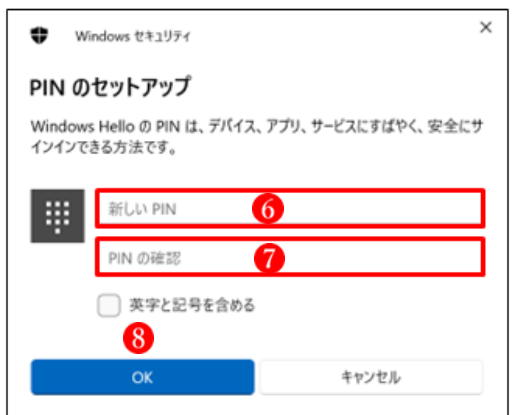 Windows セキュリティ
PIN のセットアップ
Windows Hello の PIN は、デバイス、アプリ、サービスにすばやく、安全にサ
インインできる方法です。
新しい PIN 6
PIN の確認 7
英字と記号を含める
8
OK キャンセル